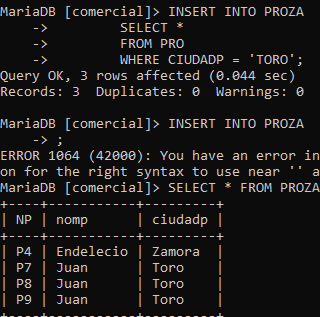 MariaDB [comercial]> INSERT INTO PROZA
    ->         SELECT *
    ->         FROM PRO
    ->         WHERE CIUDADP = 'TORO';
Query OK, 3 rows affected (0.044 sec)
Records: 3  Duplicates: 0  Warnings: 0

MariaDB [comercial]> INSERT INTO PROZA
    -> ;
ERROR 1064 (42000): You have an error in
on for the right syntax to use near '' a
MariaDB [comercial]> SELECT * FROM PROZA
+----+-----------+----------+
| NP | nomp      | ciudadp  |
+----+-----------+----------+
| P4 | Endelecio | Zamora   |
| P7 | Juan      | Toro     |
| P8 | Juan      | Toro     |
| P9 | Juan      | Toro     |
+----+-----------+----------+